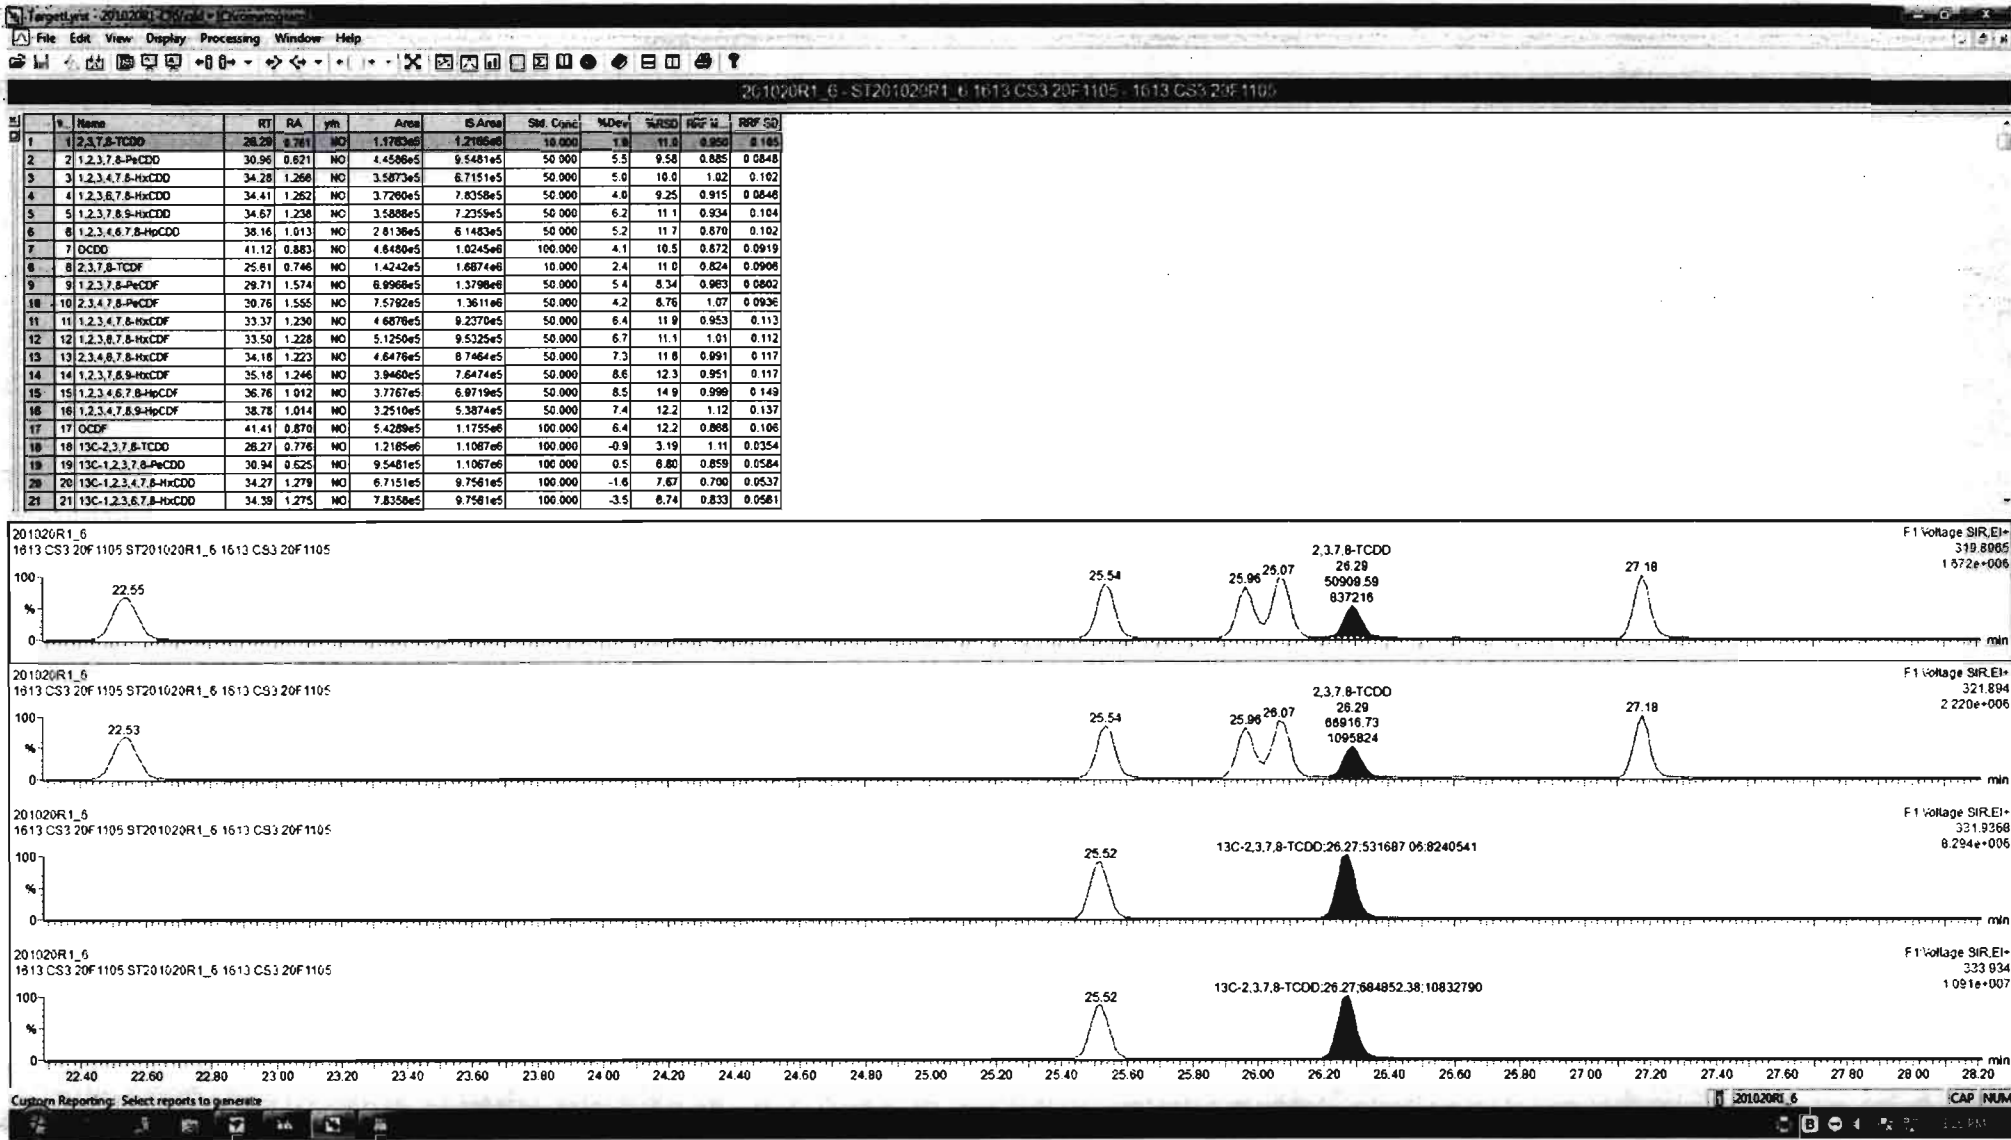 File Edit View Display Processing Window Help
201020R1_6 - ST201020R1_6 1613 CS3 20F1105 - 1613 CS3 20F1105
Name RT RA y/n Area IS Area Std. Conc %Dev %RSD RRF SD
1 1 2,3,7,8-TCDD 26.29 0.761 NO 1.1783e5 1.2165e6 10.000 1.9 11.0 0.950 0.105
2 2 1,2,3,7,8-PeCDD 30.96 0.621 NO 4.4586e5 9.5481e5 50.000 5.5 9.58 0.885 0.0848
3 3 1,2,3,4,7,8-HxCDD 34.28 1.266 NO 3.5873e5 6.7151e5 50.000 5.0 10.0 1.02 0.102
4 4 1,2,3,6,7,8-HxCDD 34.41 1.262 NO 3.7260e5 7.8358e5 50.000 4.0 9.25 0.915 0.0846
5 5 1,2,3,7,8,9-HxCDD 34.67 1.238 NO 3.5888e5 7.2359e5 50.000 6.2 11.1 0.934 0.104
6 6 1,2,3,4,6,7,8-HpCDD 38.16 1.013 NO 2.8136e5 6.1483e5 50.000 5.2 11.7 0.870 0.102
7 7 OCDD 41.12 0.883 NO 4.6480e5 1.0245e6 100.000 4.1 10.5 0.872 0.0919
8 8 2,3,7,8-TCDF 25.61 0.746 NO 1.4242e5 1.6874e6 10.000 2.4 11.0 0.824 0.0906
9 9 1,2,3,7,8-PeCDF 29.71 1.574 NO 6.9966e5 1.3798e6 50.000 5.4 8.34 0.963 0.0802
10 10 2,3,4,7,8-PeCDF 30.76 1.555 NO 7.5792e5 1.3611e6 50.000 4.2 8.76 1.07 0.0936
11 11 1,2,3,4,7,8-HxCDF 33.37 1.230 NO 4.6876e5 9.2370e5 50.000 6.4 11.9 0.953 0.113
12 12 1,2,3,6,7,8-HxCDF 33.50 1.228 NO 5.1250e5 9.5325e5 50.000 6.7 11.1 1.01 0.112
13 13 2,3,4,6,7,8-HxCDF 34.16 1.223 NO 4.6476e5 8.7464e5 50.000 7.3 11.8 0.991 0.117
14 14 1,2,3,7,8,9-HxCDF 35.18 1.246 NO 3.9460e5 7.6474e5 50.000 8.6 12.3 0.951 0.117
15 15 1,2,3,4,6,7,8-HpCDF 36.76 1.012 NO 3.7767e5 6.9719e5 50.000 8.5 14.9 0.999 0.149
16 16 1,2,3,4,7,8,9-HpCDF 38.78 1.014 NO 3.2510e5 5.3874e5 50.000 7.4 12.2 1.12 0.137
17 17 OCDF 41.41 0.870 NO 5.4289e5 1.1755e6 100.000 6.4 12.2 0.868 0.106
18 18 13C-2,3,7,8-TCDD 26.27 0.776 NO 1.2165e6 1.1067e6 100.000 -0.9 3.19 1.11 0.0354
19 19 13C-1,2,3,7,8-PeCDD 30.94 0.625 NO 9.5481e5 1.1067e6 100.000 0.5 6.80 0.859 0.0584
20 20 13C-1,2,3,4,7,8-HxCDD 34.27 1.279 NO 6.7151e5 9.7561e5 100.000 -1.6 7.67 0.700 0.0537
21 21 13C-1,2,3,6,7,8-HxCDD 34.39 1.275 NO 7.8358e5 9.7561e5 100.000 -3.5 6.74 0.833 0.0561
201020R1_6
1613 CS3 20F1105 ST201020R1_6 1613 CS3 20F1105
F1:Voltage SIR,EI+
319.8965
1.672e+006
100
%
0
22.55
25.54
25.96
26.07
2,3,7,8-TCDD
26.29
50909.59
837216
27.18
min
201020R1_6
1613 CS3 20F1105 ST201020R1_6 1613 CS3 20F1105
F1:Voltage SIR,EI+
321.894
2.220e+006
100
%
0
22.53
25.54
25.96
26.07
2,3,7,8-TCDD
26.29
66916.73
1095824
27.18
min
201020R1_6
1613 CS3 20F1105 ST201020R1_6 1613 CS3 20F1105
F1:Voltage SIR,EI+
331.9368
8.294e+006
100
%
0
25.52
13C-2,3,7,8-TCDD;26.27;531687.06;8240541
min
201020R1_6
1613 CS3 20F1105 ST201020R1_6 1613 CS3 20F1105
F1:Voltage SIR,EI+
333.934
1.091e+007
100
%
0
25.52
13C-2,3,7,8-TCDD;26.27;684852.38;10832790
min
22.40 22.60 22.80 23.00 23.20 23.40 23.60 23.80 24.00 24.20 24.40 24.60 24.80 25.00 25.20 25.40 25.60 25.80 26.00 26.20 26.40 26.60 26.80 27.00 27.20 27.40 27.60 27.80 28.00 28.20
Custom Reporting: Select reports to generate
201020R1_6 CAP NUM